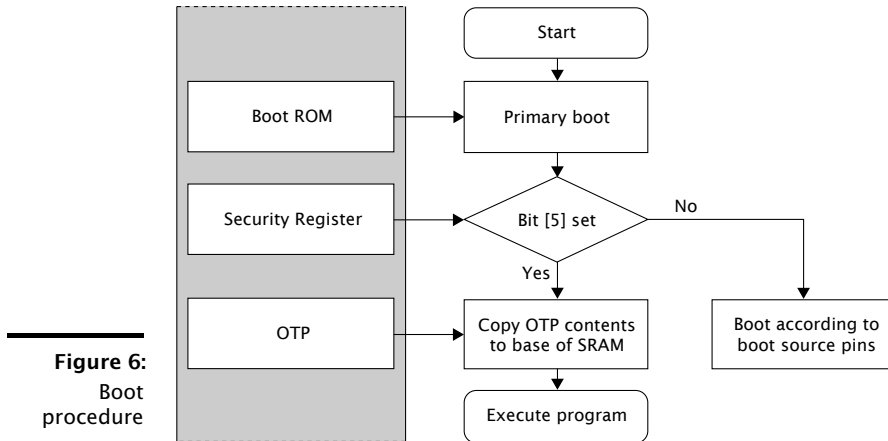 Start
Boot ROM
Primary boot
Security Register
Bit [5] set
No
Yes
OTP
Copy OTP contents
to base of SRAM
Boot according to
boot source pins
Execute program
Figure 6:
Boot
procedure